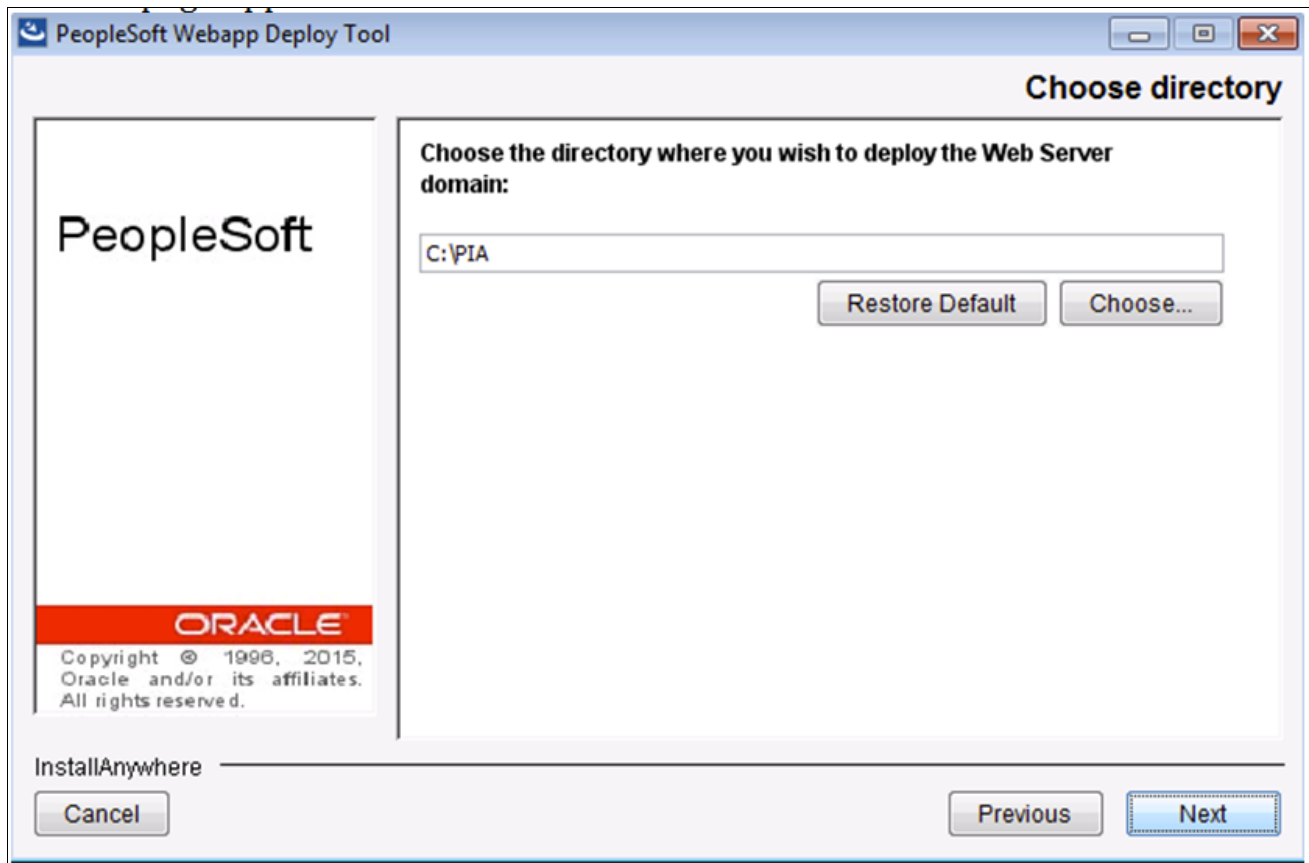 PeopleSoft Webapp Deploy Tool
Choose directory
Choose the directory where you wish to deploy the Web Server
domain:
PeopleSoft
C:\PIA
Restore Default
Choose...
ORACLE
Copyright © 1996, 2015,
Oracle and/or its affiliates.
All rights reserved.
InstallAnywhere
Cancel
Previous
Next